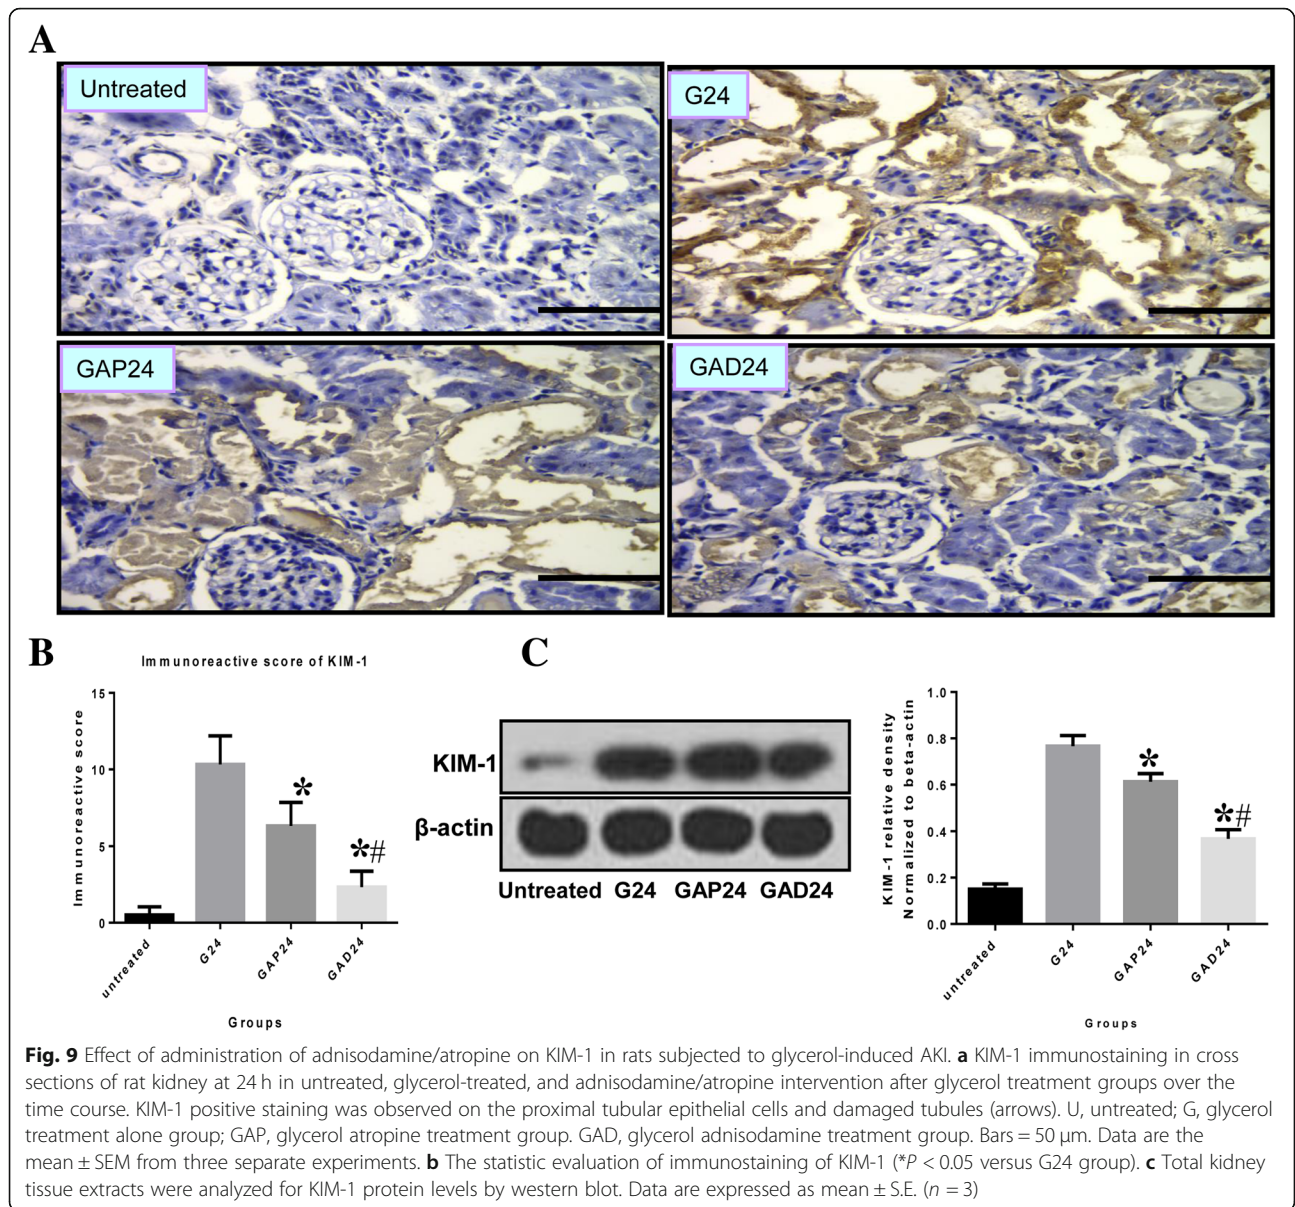 A
Untreated
G24
GAP24
GAD24
B
Immunoreactive score of KIM-1
Immunoreactive score
15
10
5
0
*
*#
untreated
G24
GAP24
GAD24
Groups
C
KIM-1
β-actin
Untreated G24 GAP24 GAD24
KIM-1 relative density
Normalized to beta-actin
1.0
0.8
0.6
0.4
0.2
0.0
*
*#
untreated
G24
GAP24
GAD24
Groups
Fig. 9 Effect of administration of adnisodamine/atropine on KIM-1 in rats subjected to glycerol-induced AKI. a KIM-1 immunostaining in cross
sections of rat kidney at 24 h in untreated, glycerol-treated, and adnisodamine/atropine intervention after glycerol treatment groups over the
time course. KIM-1 positive staining was observed on the proximal tubular epithelial cells and damaged tubules (arrows). U, untreated; G, glycerol
treatment alone group; GAP, glycerol atropine treatment group. GAD, glycerol adnisodamine treatment group. Bars = 50 μm. Data are the
mean ± SEM from three separate experiments. b The statistic evaluation of immunostaining of KIM-1 (*P < 0.05 versus G24 group). c Total kidney
tissue extracts were analyzed for KIM-1 protein levels by western blot. Data are expressed as mean ± S.E. (n = 3)